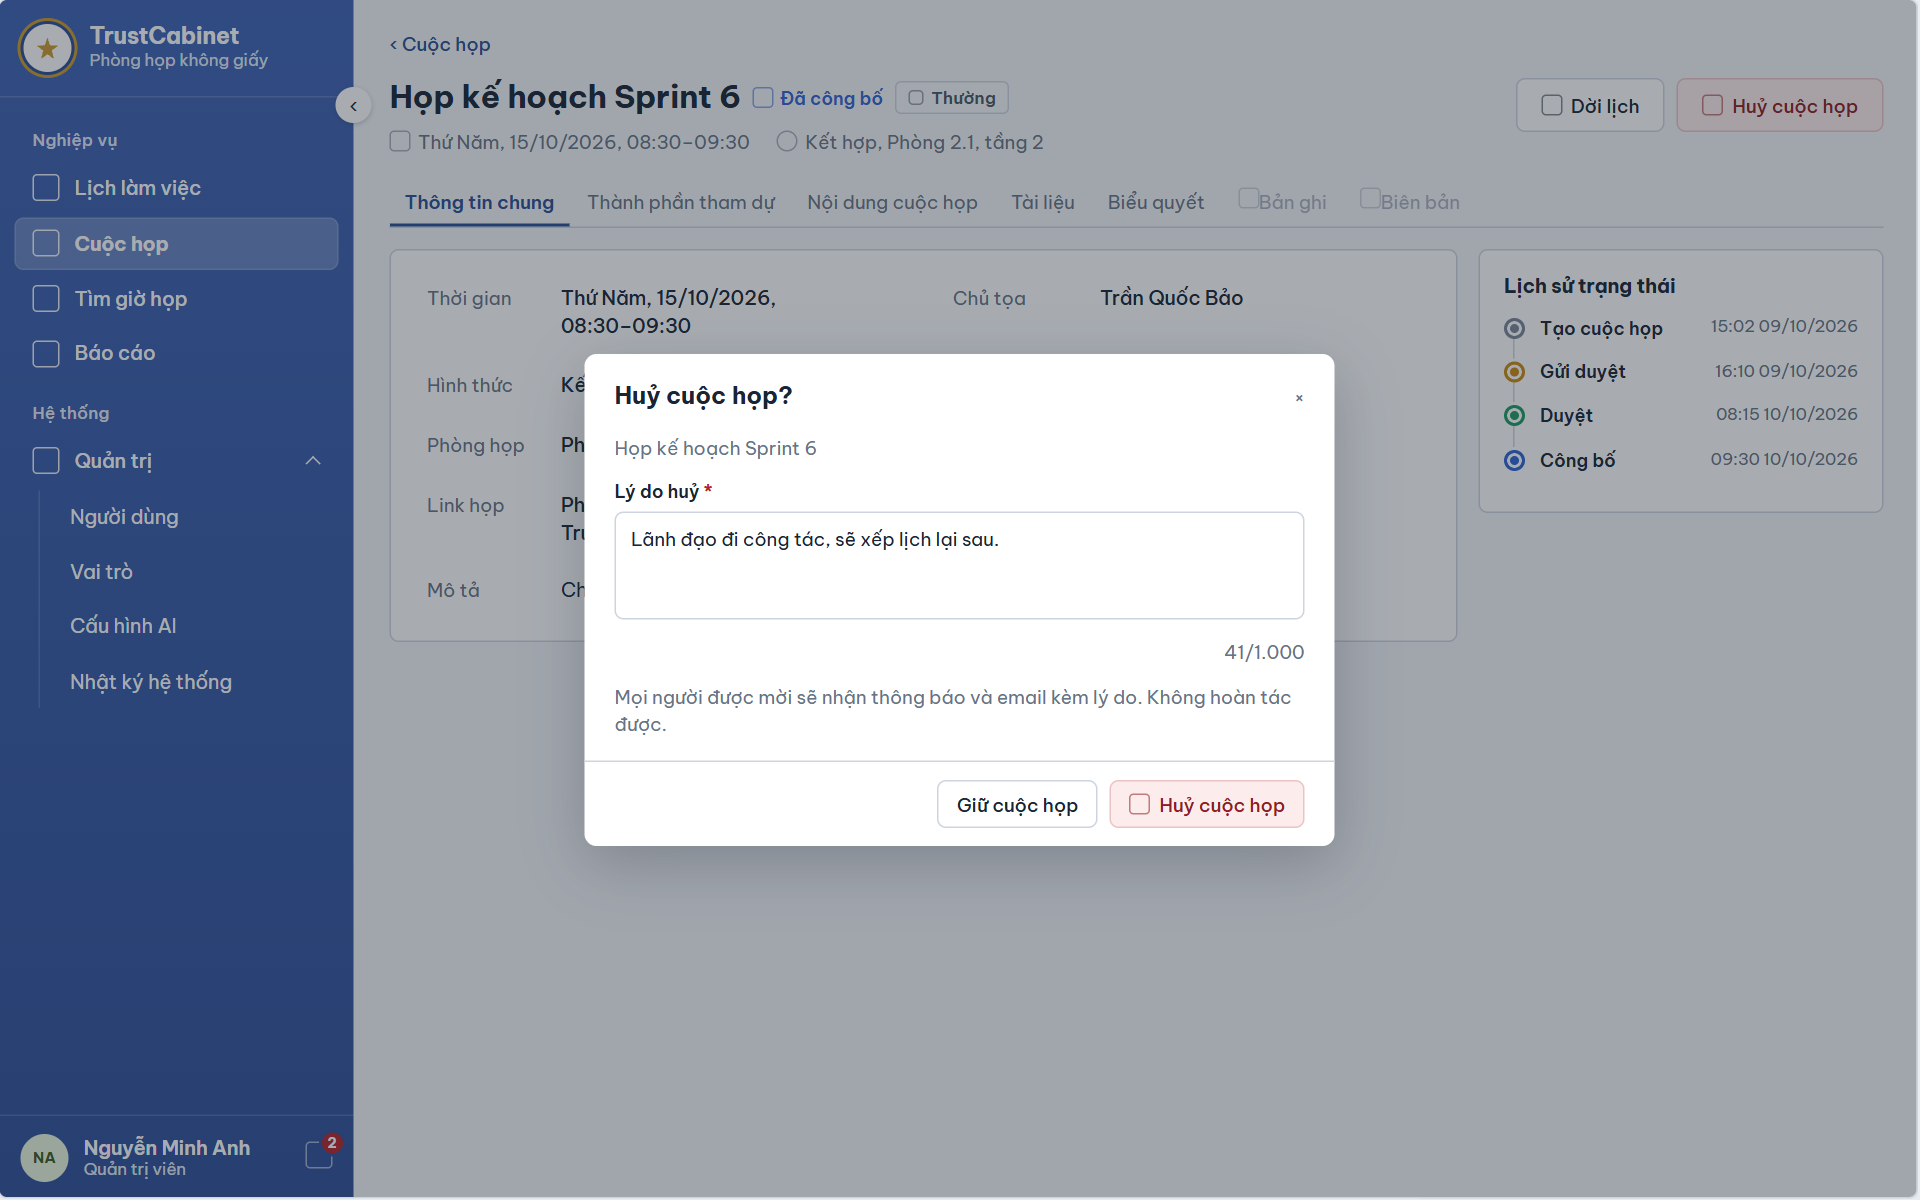 TrustCabinet
Phòng họp không giấy
Nghiệp vụ
Lịch làm việc
Cuộc họp
Tìm giờ họp
Báo cáo
Hệ thống
Quản trị
Người dùng
Vai trò
Cấu hình AI
Nhật ký hệ thống
NA
Nguyễn Minh Anh
Quản trị viên
2
‹ Cuộc họp
Họp kế hoạch Sprint 6
Đã công bố
Thường
Thứ Năm, 15/10/2026, 08:30–09:30
Kết hợp, Phòng 2.1, tầng 2
Dời lịch
Huỷ cuộc họp
Thông tin chung
Thành phần tham dự
Nội dung cuộc họp
Tài liệu
Biểu quyết
Bản ghi
Biên bản
Thời gian
Thứ Năm, 15/10/2026,
08:30–09:30
Chủ tọa
Trần Quốc Bảo
Hình thức
Phòng họp
Link họp
Mô tả
Lịch sử trạng thái
Tạo cuộc họp
15:02 09/10/2026
Gửi duyệt
16:10 09/10/2026
Duyệt
08:15 10/10/2026
Công bố
09:30 10/10/2026
Huỷ cuộc họp?
×
Họp kế hoạch Sprint 6
Lý do huỷ *
Lãnh đạo đi công tác, sẽ xếp lịch lại sau.
41/1.000
Mọi người được mời sẽ nhận thông báo và email kèm lý do. Không hoàn tác
được.
Giữ cuộc họp
Huỷ cuộc họp